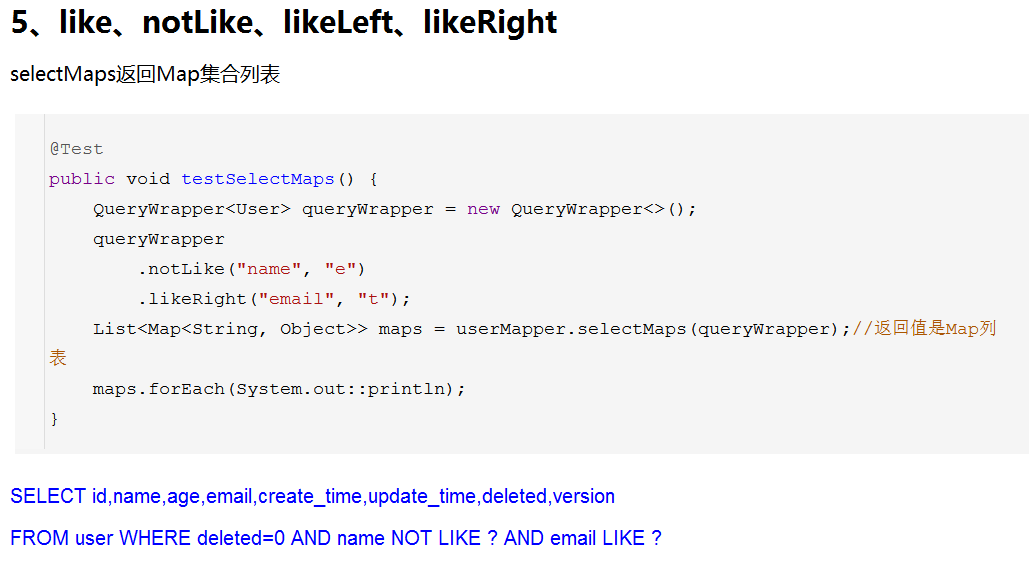 5、like、notLike、likeLeft、likeRight
selectMaps返回Map集合列表
@Test
public void testSelectMaps() {
    QueryWrapper<User> queryWrapper = new QueryWrapper<>();
    queryWrapper
        .notLike("name", "e")
        .likeRight("email", "t");
    List<Map<String, Object>> maps = userMapper.selectMaps(queryWrapper);//返回值是Map列
表
    maps.forEach(System.out::println);
}
SELECT id,name,age,email,create_time,update_time,deleted,version
FROM user WHERE deleted=0 AND name NOT LIKE ? AND email LIKE ?